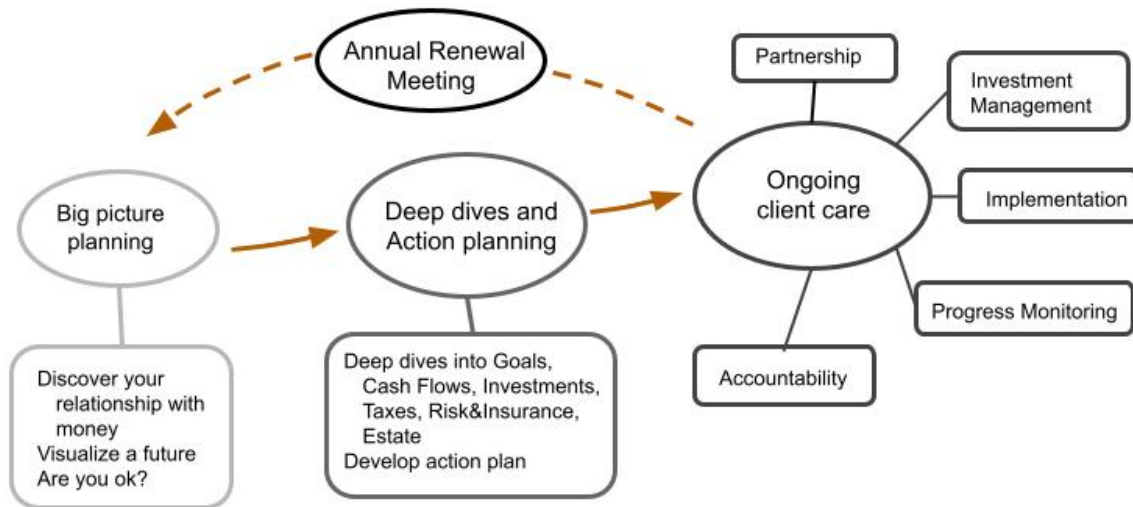 Annual Renewal
Meeting
Partnership
Investment
Management
Big picture
planning
Deep dives and
Action planning
Ongoing
client care
Implementation
Progress Monitoring
Accountability
Discover your
relationship with
money
Visualize a future
Are you ok?
Deep dives into Goals,
Cash Flows, Investments,
Taxes, Risk&Insurance,
Estate
Develop action plan